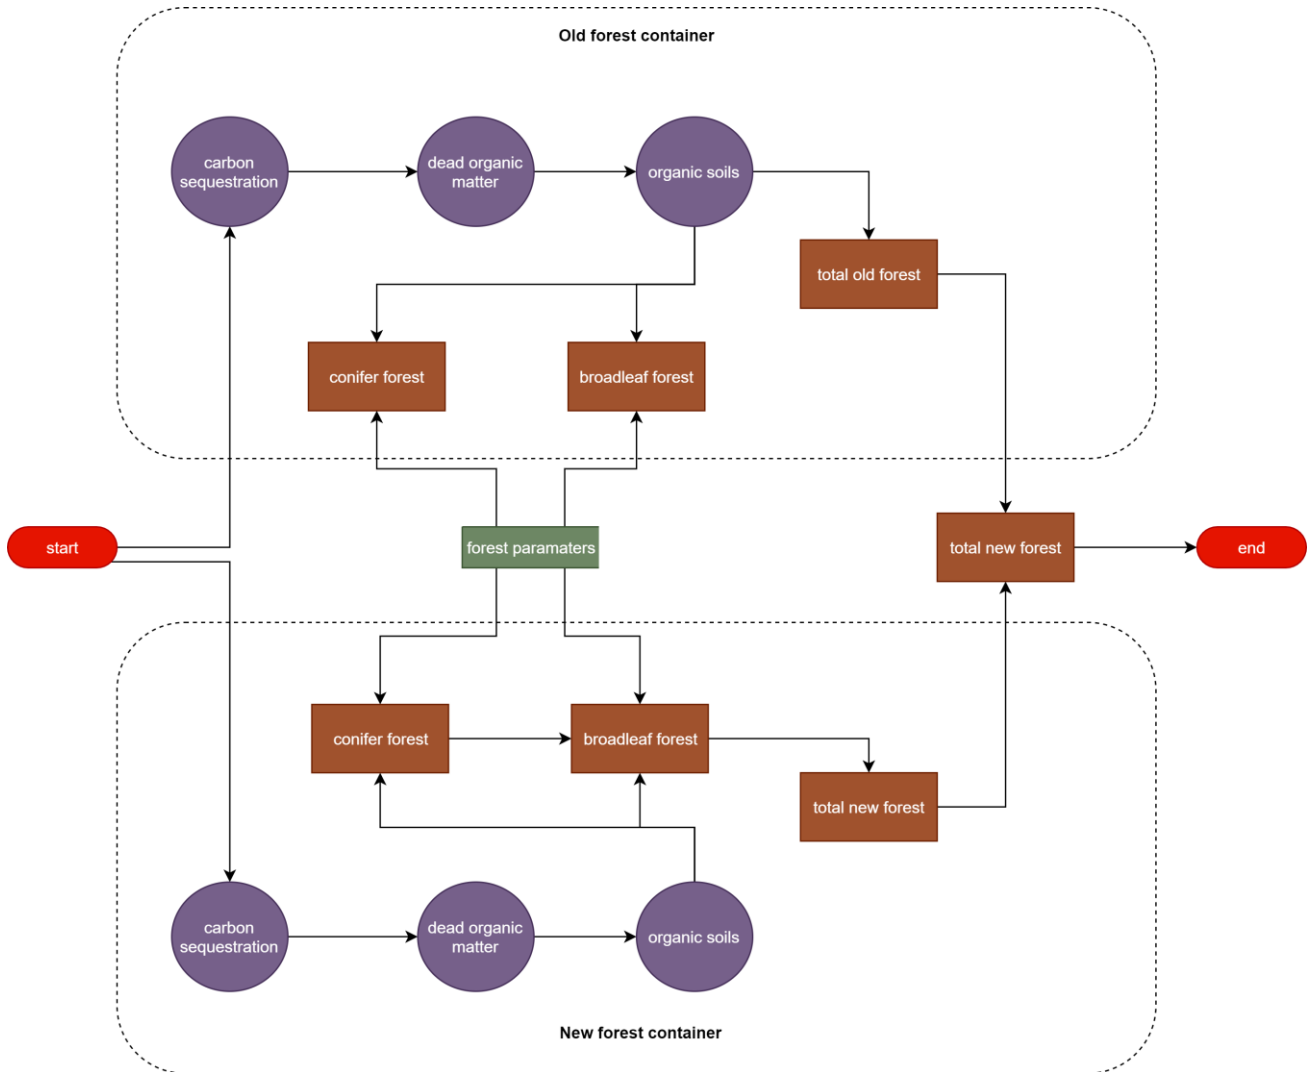 Old forest container
carbon
sequestration
dead organic
matter
organic soils
total old forest
conifer forest
broadleaf forest
start
forest paramaters
total new forest
end
conifer forest
broadleaf forest
total new forest
carbon
sequestration
dead organic
matter
organic soils
New forest container